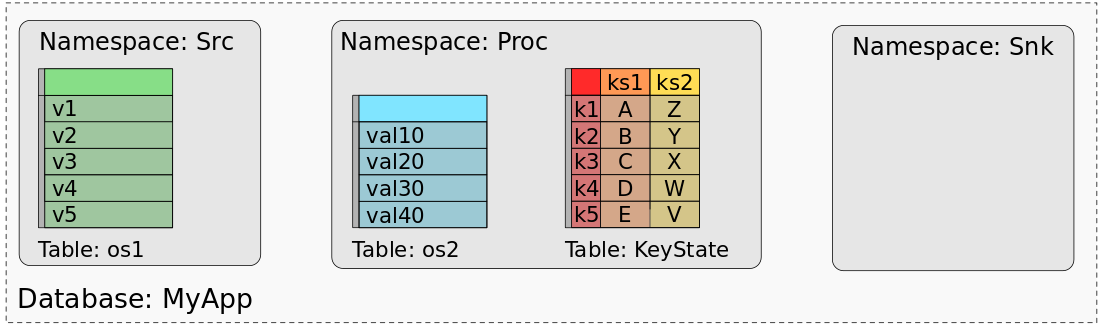 Namespace: Src
v1
v2
v3
v4
v5
Table: os1
Namespace: Proc
val10
val20
val30
val40
Table: os2
ks1 ks2
k1 A Z
k2 B Y
k3 C X
k4 D W
k5 E V
Table: KeyState
Namespace: Snk
Database: MyApp